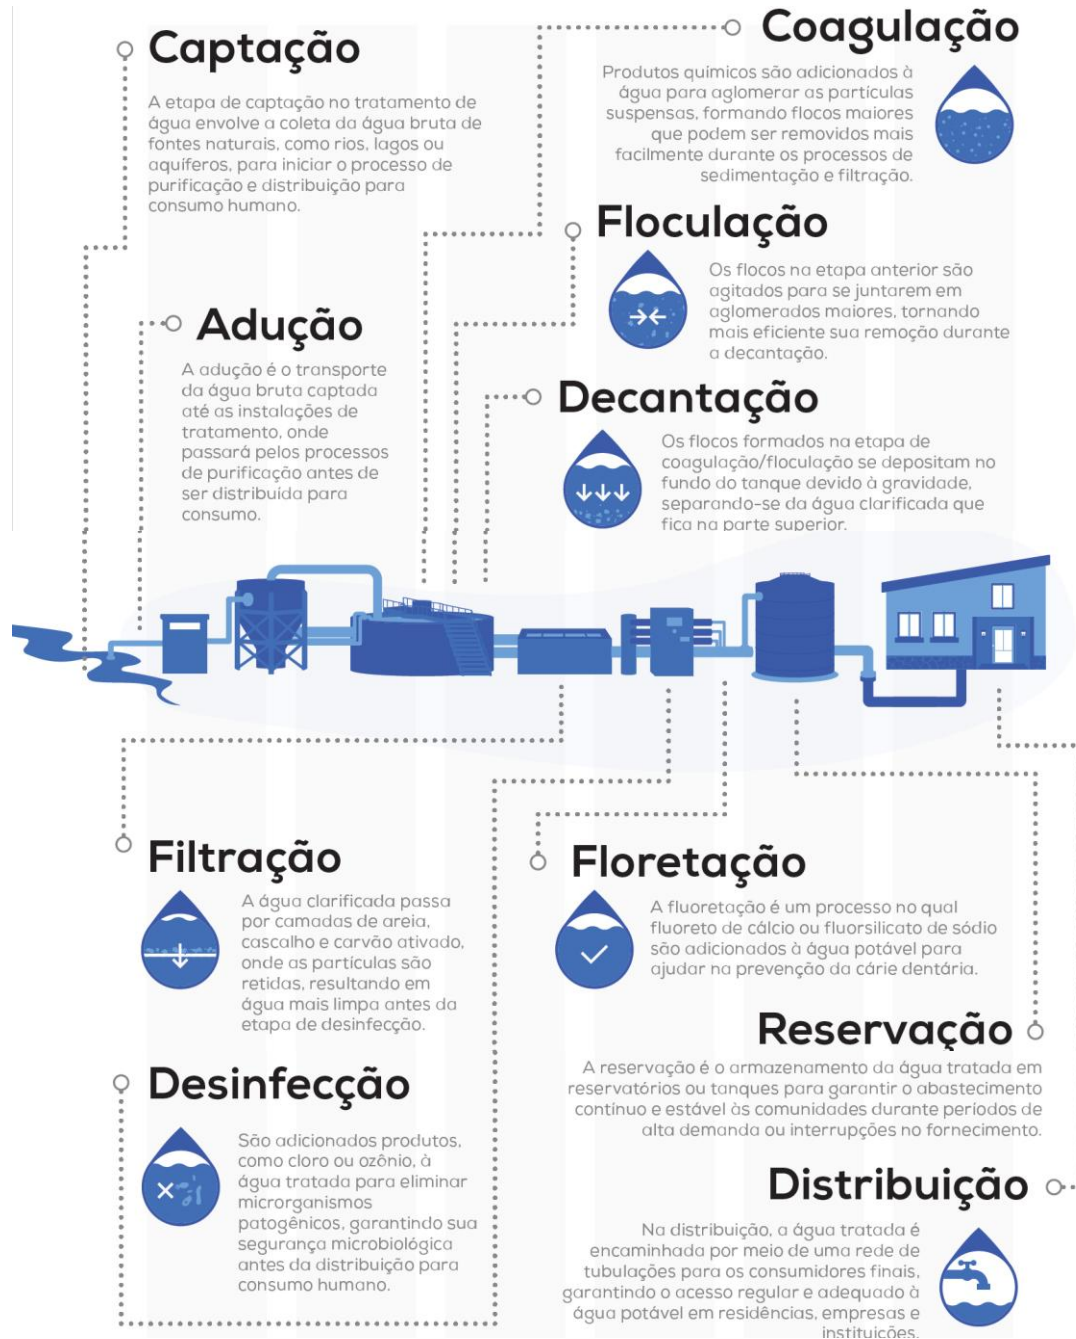 Captação
A etapa de captação no tratamento de
água envolve a coleta da água bruta de
fontes naturais, como rios, lagos ou
aquíferos, para iniciar o processo de
purificação e distribuição para
consumo humano.
Coagulação
Produtos químicos são adicionados à
água para aglomerar as partículas
suspensas, formando flocos maiores
que podem ser removidos mais
facilmente durante os processos de
sedimentação e filtração.
Floculação
Os flocos na etapa anterior são
agitados para se juntarem em
aglomerados maiores, tornando
mais eficiente sua remoção durante
a decantação.
Adução
A adução é o transporte
da água bruta captada
até as instalações de
tratamento, onde
passará pelos processos
de purificação antes de
ser distribuída para
consumo.
Decantação
Os flocos formados na etapa de
coagulação/floculação se depositam no
fundo do tanque devido à gravidade,
separando-se da água clarificada que
fica na parte superior.
Filtração
A água clarificada passa
por camadas de areia,
cascalho e carvão ativado,
onde as partículas são
retidas, resultando em
água mais limpa antes da
etapa de desinfecção.
Floretação
A fluoretação é um processo no qual
fluoreto de cálcio ou fluorsilicato de sódio
são adicionados à água potável para
ajudar na prevenção da cárie dentária.
Reservação
A reservação é o armazenamento da água tratada em
reservatórios ou tanques para garantir o abastecimento
contínuo e estável às comunidades durante períodos de
alta demanda ou interrupções no fornecimento.
Desinfecção
São adicionados produtos,
como cloro ou ozônio, à
água tratada para eliminar
microrganismos
patogênicos, garantindo sua
segurança microbiológica
antes da distribuição para
consumo humano.
Distribuição
Na distribuição, a água tratada é
encaminhada por meio de uma rede de
tubulações para os consumidores finais,
garantindo o acesso regular e adequado à
água potável em residências, empresas e
instituições.